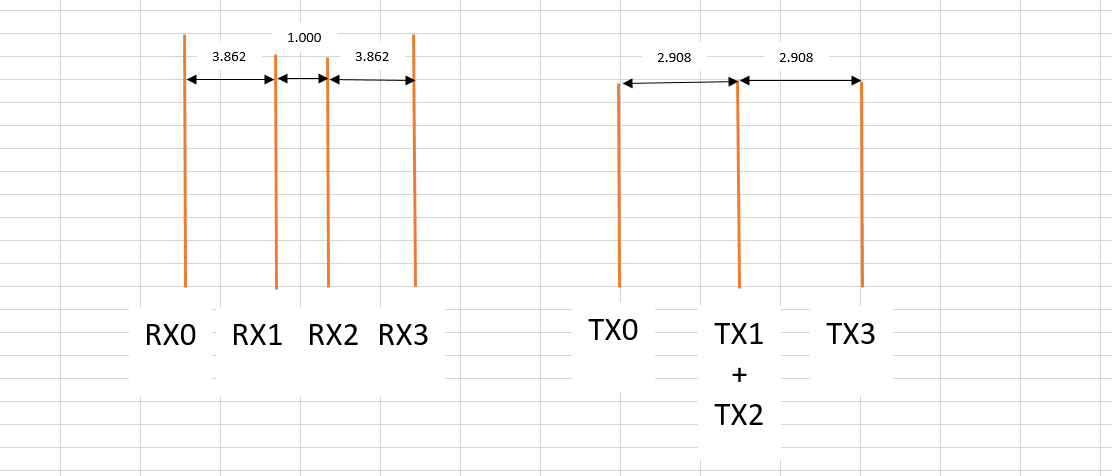 1.000
3.862
3.862
2.908
2.908
RX0
RX1
RX2
RX3
TX0
TX1
+
TX2
TX3